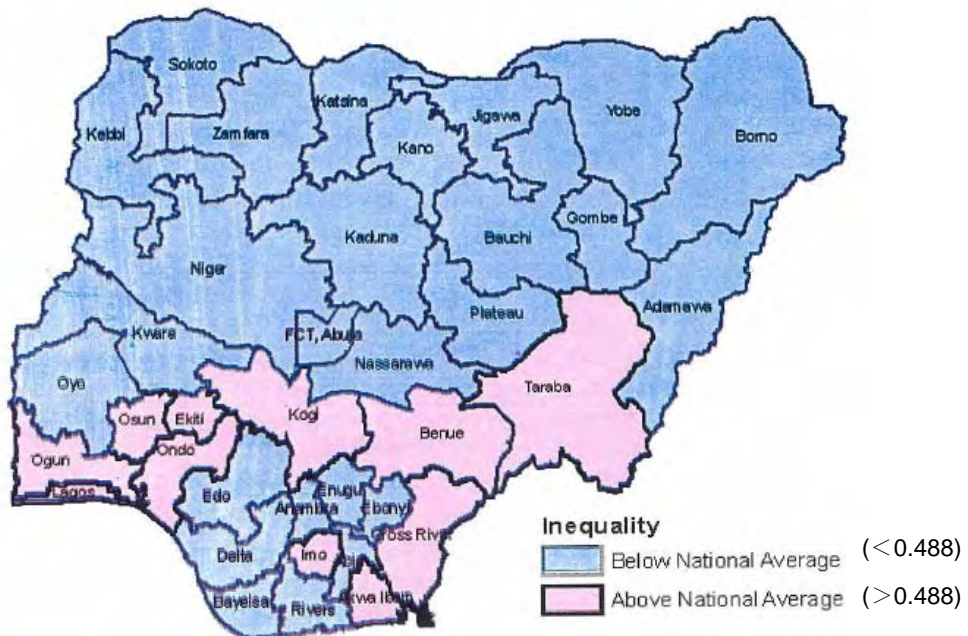 Sokoto
Katsina
Jigawa
Yobe
Borno
Kebbi
Zamfara
Kano
Gombe
Kaduna
Bauchi
Niger
Adamawa
Plateau
Kwara
FCT, Abuja
Nassarawa
Oyo
Taraba
Osun
Ekiti
Kogi
Benue
Ondo
Ogun
Lagos
Edo
Enugu
Anambra
Ebonyi
Cross River
Delta
Imo
Bayelsa
Rivers
Akwa Ibom
Inequality
Below National Average (<0.488)
Above National Average (>0.488)